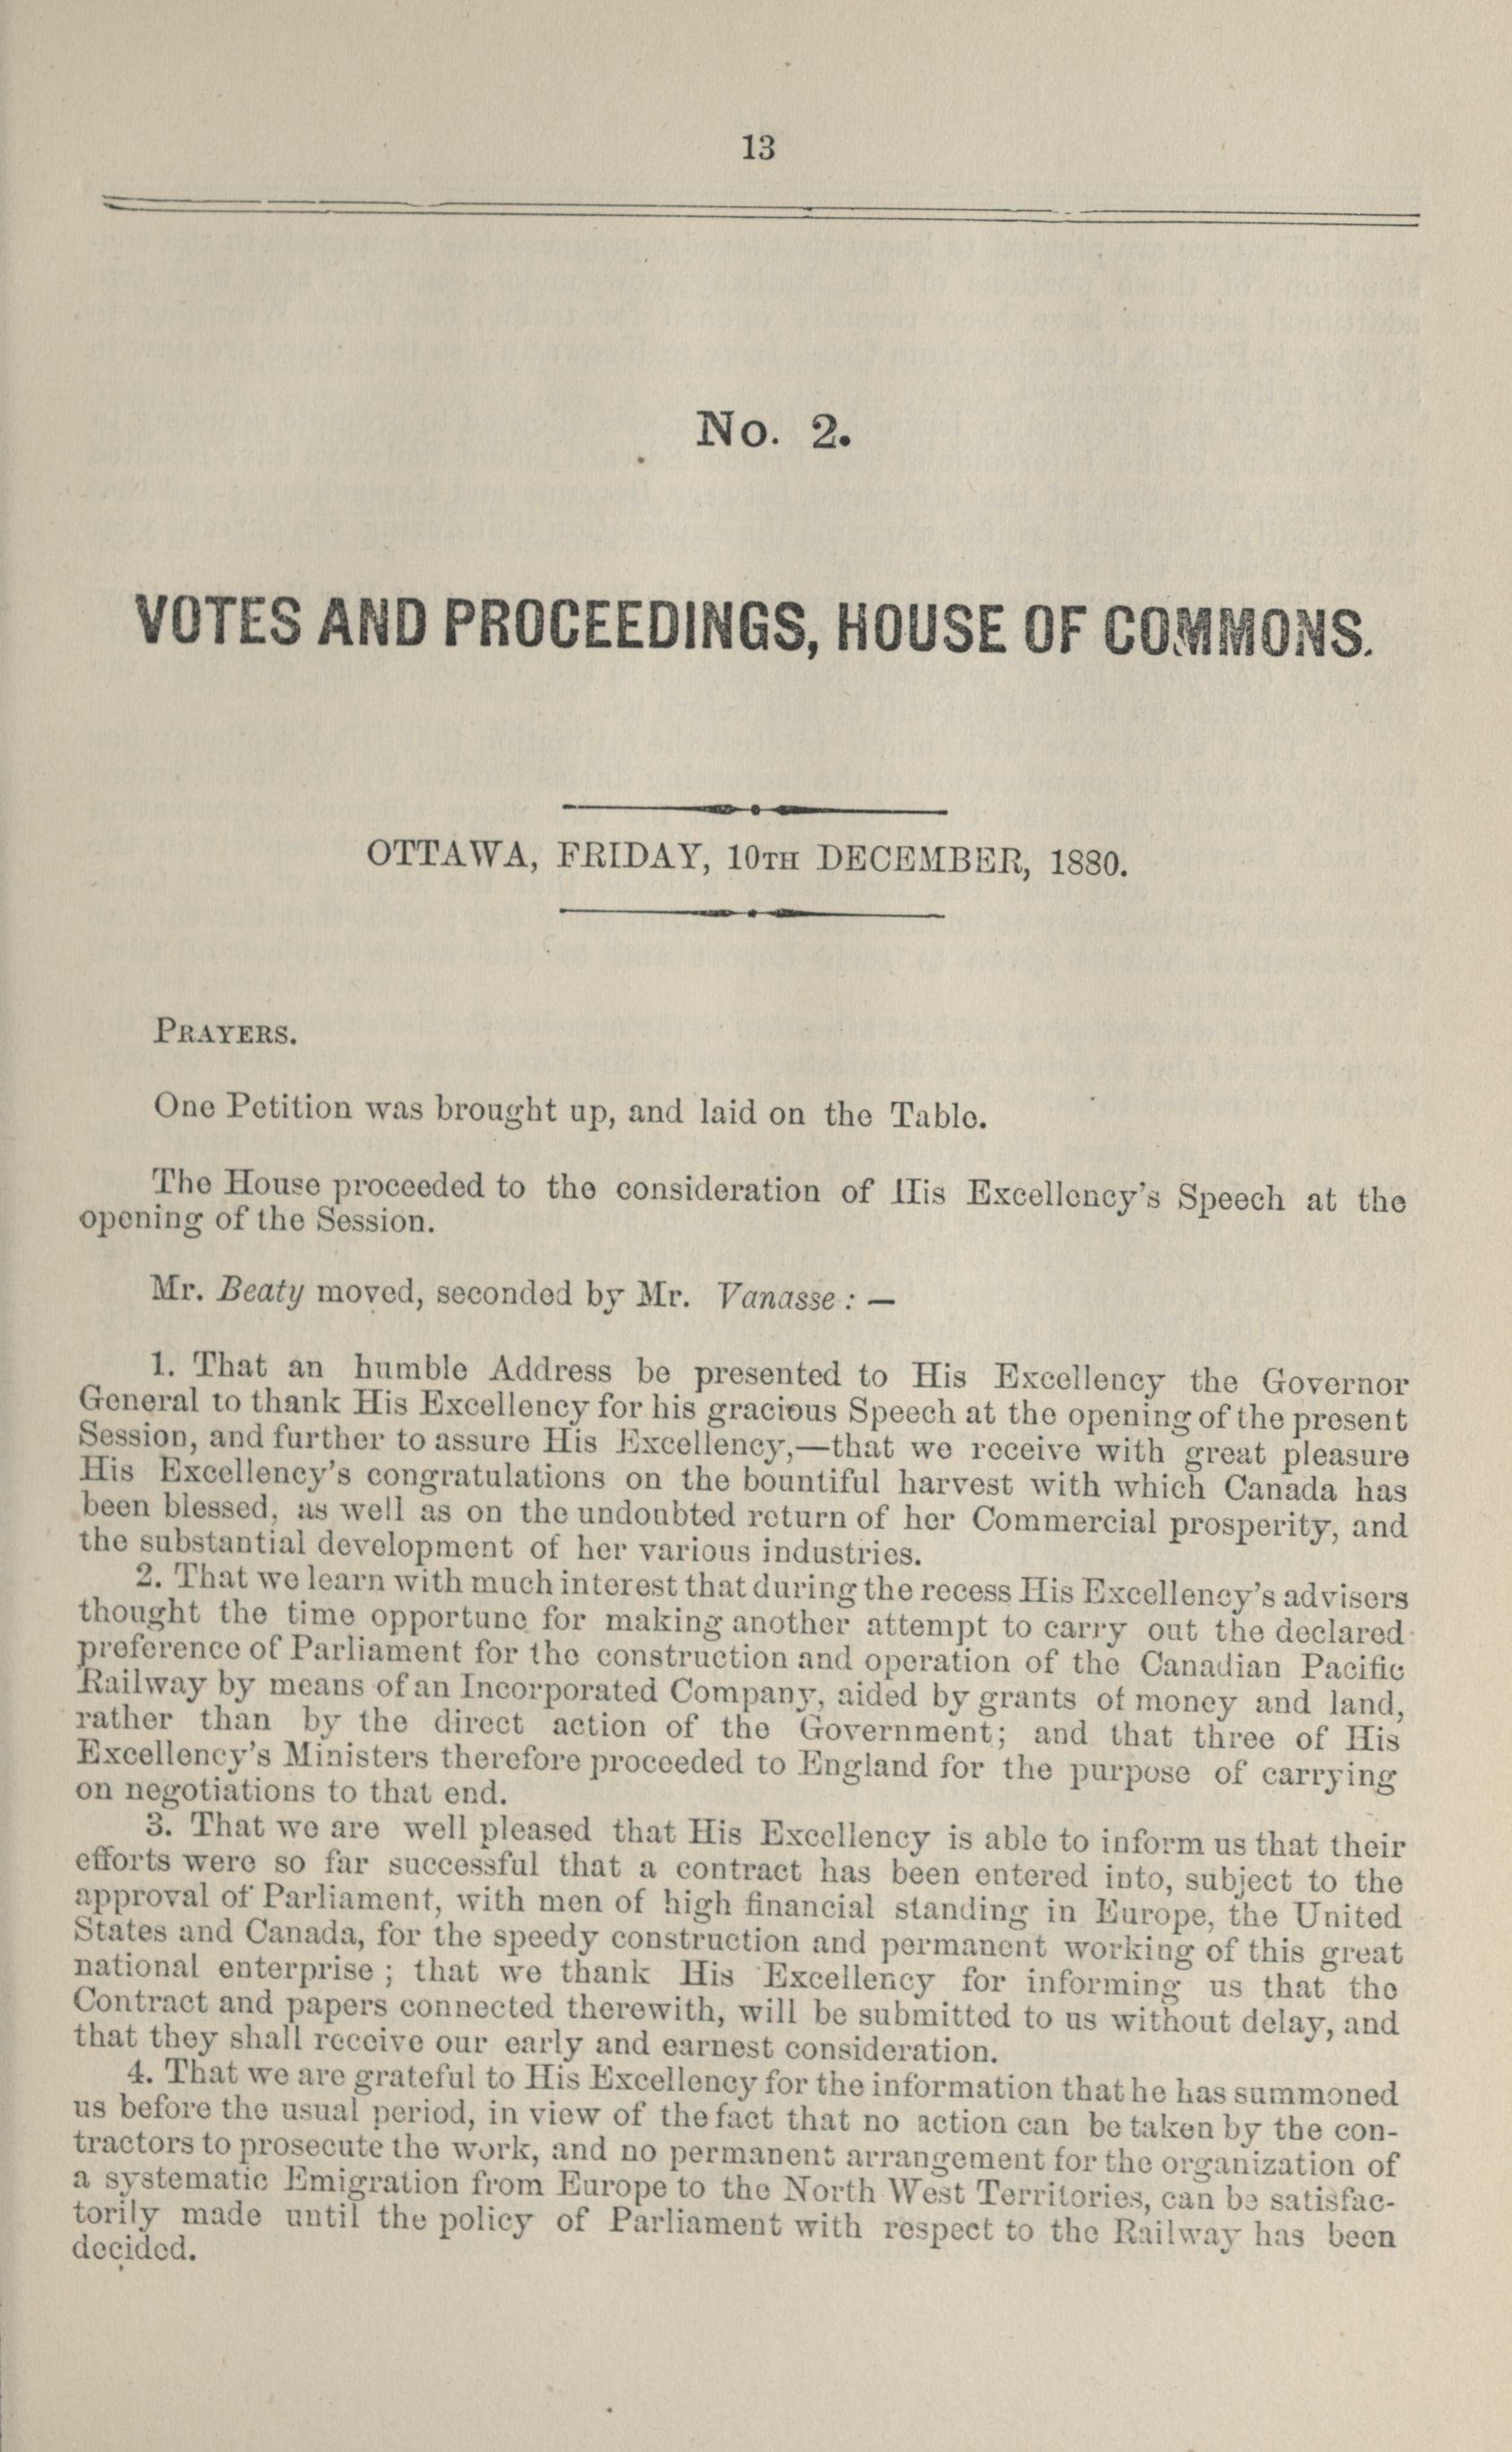 13
No. 2.
VOTES AND PROCEEDINGS, HOUSE OF COMMONS.
OTTAWA, FRIDAY, 10TH DECEMBER, 1880.
PRAYERS.
One Petition was brought up, and laid on the Table.
The House proceeded to the consideration of His Excellency's Speech at the
opening of the Session.
Mr. Beaty moved, seconded by Mr. Vanasse : —
1. That an humble Address be presented to His Excellency the Governor
General to thank His Excellency for his gracious Speech at the opening of the present
Session, and further to assure His Excellency,—that we receive with great pleasure
His Excellency's congratulations on the bountiful harvest with which Canada has
been blessed, as well as on the undoubted return of her Commercial prosperity, and
the substantial development of her various industries.
2. That we learn with much interest that during the recess His Excellency's advisers
thought the time opportune for making another attempt to carry out the declared
preference of Parliament for the construction and operation of the Canadian Pacific
Railway by means of an Incorporated Company, aided by grants of money and land,
rather than by the direct action of the Government; and that three of His
Excellency's Ministers therefore proceeded to England for the purpose of carrying
on negotiations to that end.
3. That we are well pleased that His Excellency is able to inform us that their
efforts were so far successful that a contract has been entered into, subject to the
approval of Parliament, with men of high financial standing in Europe, the United
States and Canada, for the speedy construction and permanent working of this great
national enterprise ; that we thank His Excellency for informing us that the
Contract and papers connected therewith, will be submitted to us without delay, and
that they shall receive our early and earnest consideration.
4. That we are grateful to His Excellency for the information that he has summoned
us before the usual period, in view of the fact that no action can be taken by the con-
tractors to prosecute the work, and no permanent arrangement for the organization of
a systematic Emigration from Europe to the North West Territories, can be satisfac-
torily made until the policy of Parliament with respect to the Railway has been
decided.